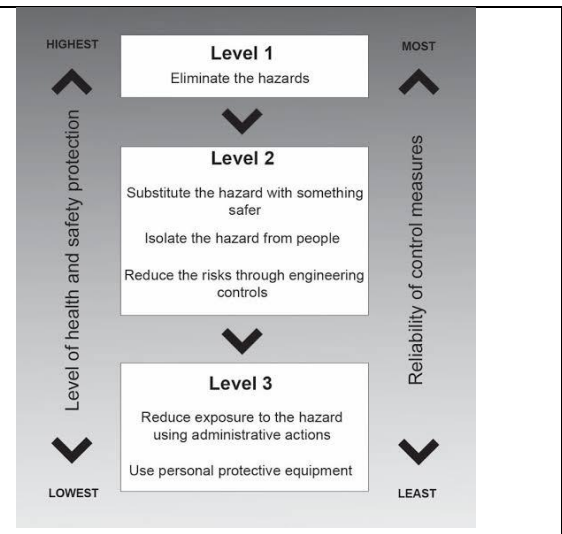 HIGHEST
Level 1
Eliminate the hazards
MOST
Level of health and safety protection
Level 2
Substitute the hazard with something
safer
Isolate the hazard from people
Reduce the risks through engineering
controls
Reliability of control measures
Level 3
Reduce exposure to the hazard
using administrative actions
Use personal protective equipment
LOWEST
LEAST